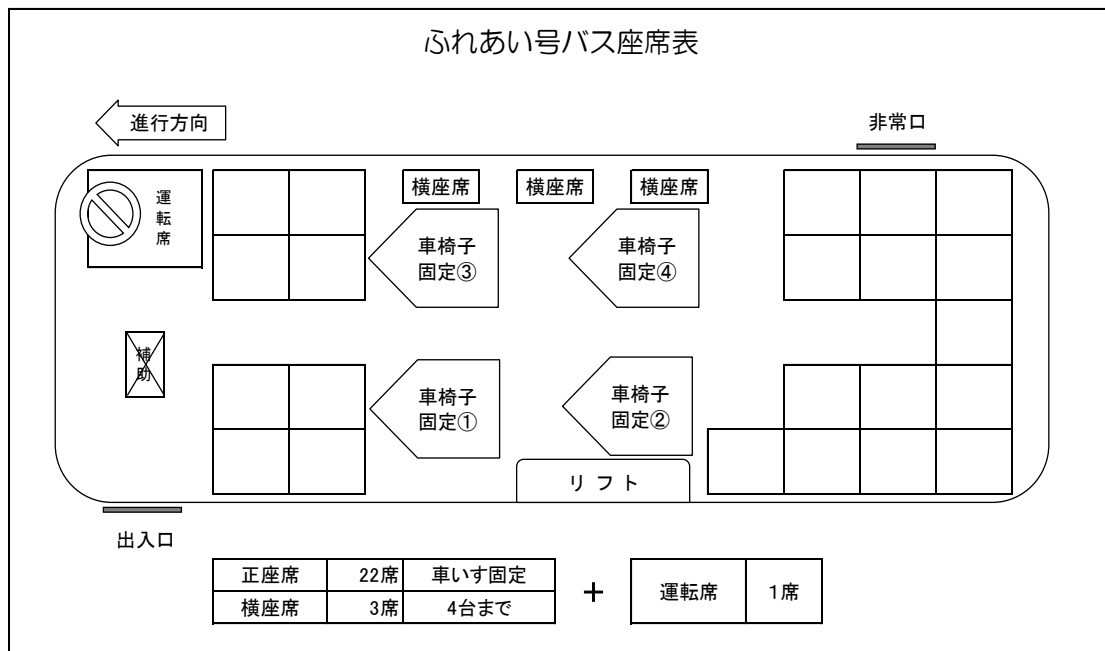 ふれあい号バス座席表
進行方向
非常口
運転席
横座席
横座席
横座席
車椅子
固定③
車椅子
固定④
補助
車椅子
固定①
車椅子
固定②
リフト
出入口
正座席 22席 車いす固定
横座席 3席 4台まで
+
運転席 1席